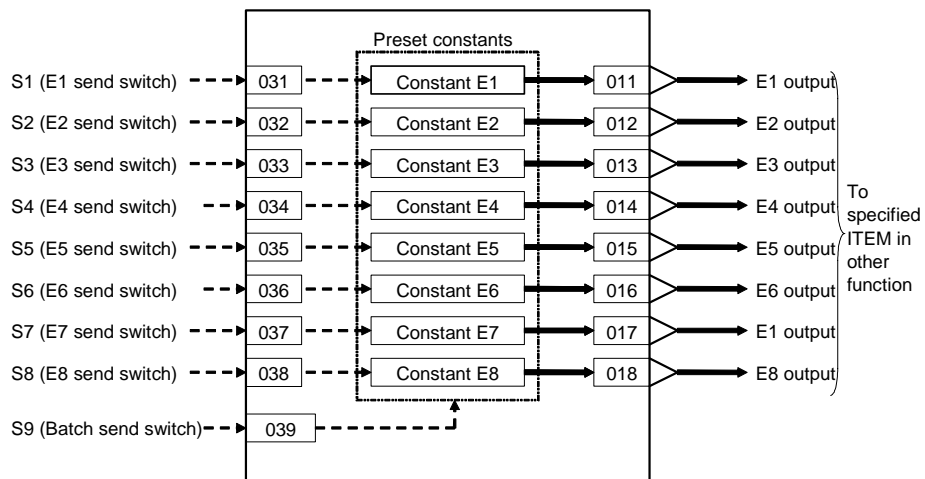 Preset constants
S1 (E1 send switch) 031 Constant E1 011 E1 output
S2 (E2 send switch) 032 Constant E2 012 E2 output
S3 (E3 send switch) 033 Constant E3 013 E3 output
S4 (E4 send switch) 034 Constant E4 014 E4 output
S5 (E5 send switch) 035 Constant E5 015 E5 output
S6 (E6 send switch) 036 Constant E6 016 E6 output
S7 (E7 send switch) 037 Constant E7 017 E1 output
S8 (E8 send switch) 038 Constant E8 018 E8 output
S9 (Batch send switch) 039
To
specified
ITEM in
other
function